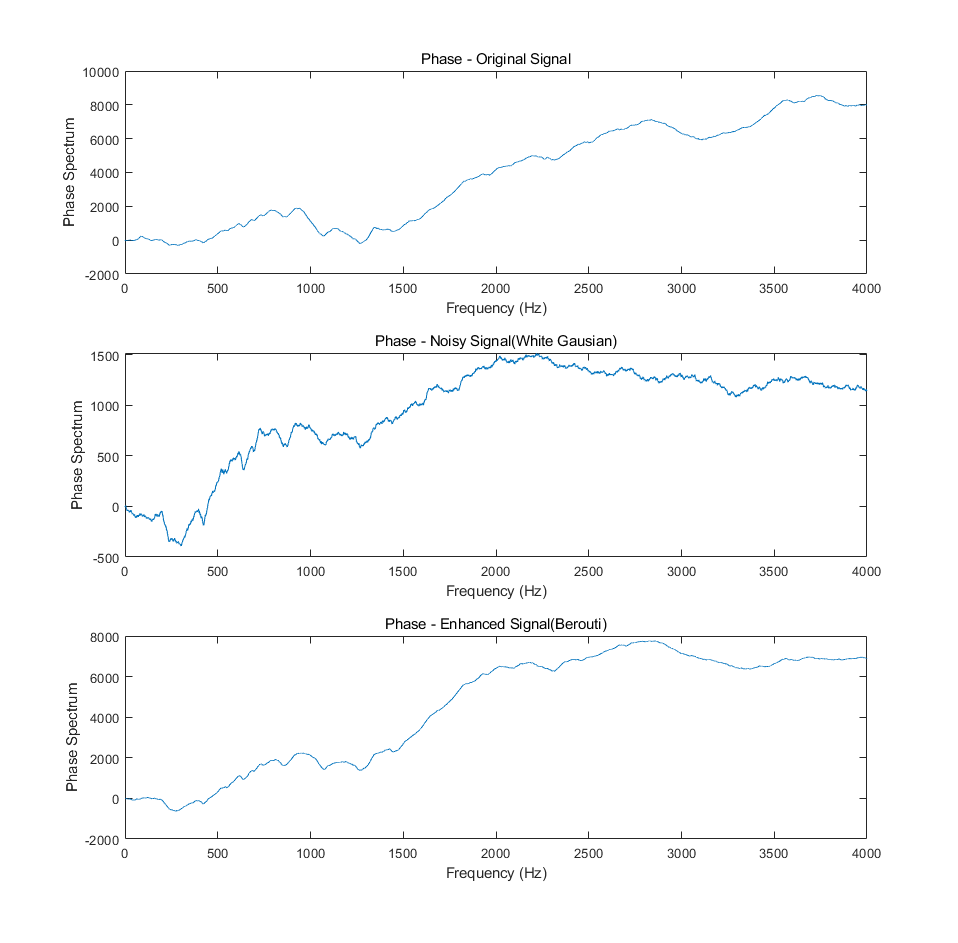 Phase - Original Signal
10000
8000
6000
4000
2000
0
-2000
Phase Spectrum
0 500 1000 1500 2000 2500 3000 3500 4000
Frequency (Hz)
Phase - Noisy Signal(White Gausian)
1500
1000
500
0
-500
Phase Spectrum
0 500 1000 1500 2000 2500 3000 3500 4000
Frequency (Hz)
Phase - Enhanced Signal(Berouti)
8000
6000
4000
2000
0
-2000
Phase Spectrum
0 500 1000 1500 2000 2500 3000 3500 4000
Frequency (Hz)